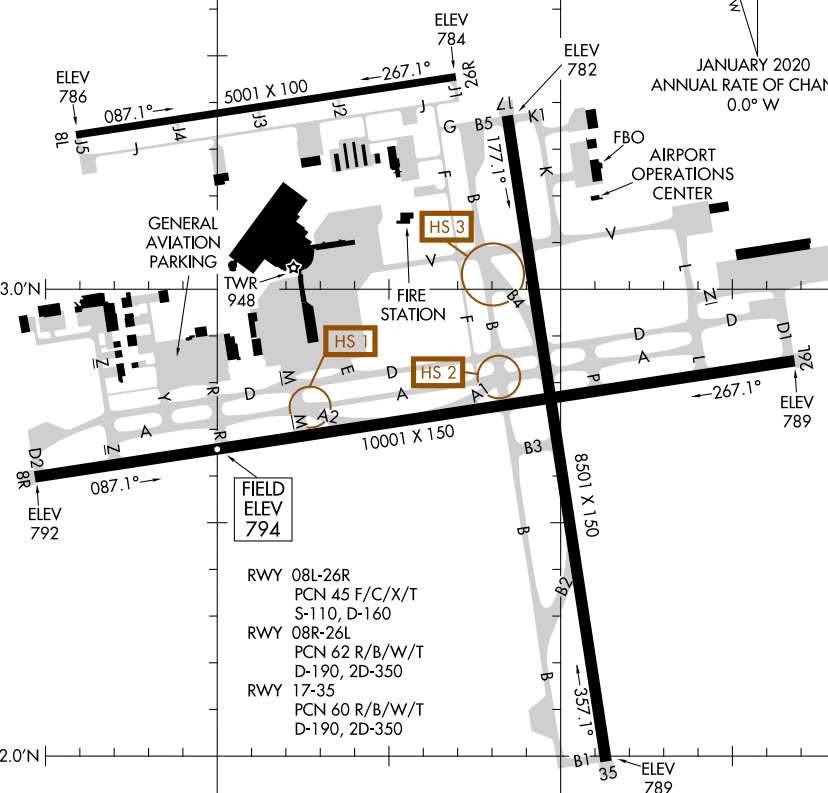 W
JANUARY 2020
ANNUAL RATE OF CHAN
0.0° W
ELEV
784
ELEV
782
ELEV
786
267.1°
26R
5001 X 100
087.1°
8L
J5
J4
J3
J2
J1
J
J
G
B5
17
K1
177.1°
F
B
K
FBO
AIRPORT
OPERATIONS
CENTER
GENERAL
AVIATION
PARKING
HS 3
V
V
TWR
948
FIRE
STATION
3.0'N
L
Z
B4
F
B
HS 1
HS 2
D
D
D1
A
L
P
26L
267.1°
ELEV
789
Z
Y
R
D
M
E
D
A
A1
A2
M
A
R
Z
D2
8R
10001 X 150
087.1°
ELEV
792
FIELD
ELEV
794
B3
8501 X 150
B
B2
B
RWY 08L-26R
PCN 45 F/C/X/T
S-110, D-160
RWY 08R-26L
PCN 62 R/B/W/T
D-190, 2D-350
RWY 17-35
PCN 60 R/B/W/T
D-190, 2D-350
357.1°
2.0'N
B1
35
ELEV
789